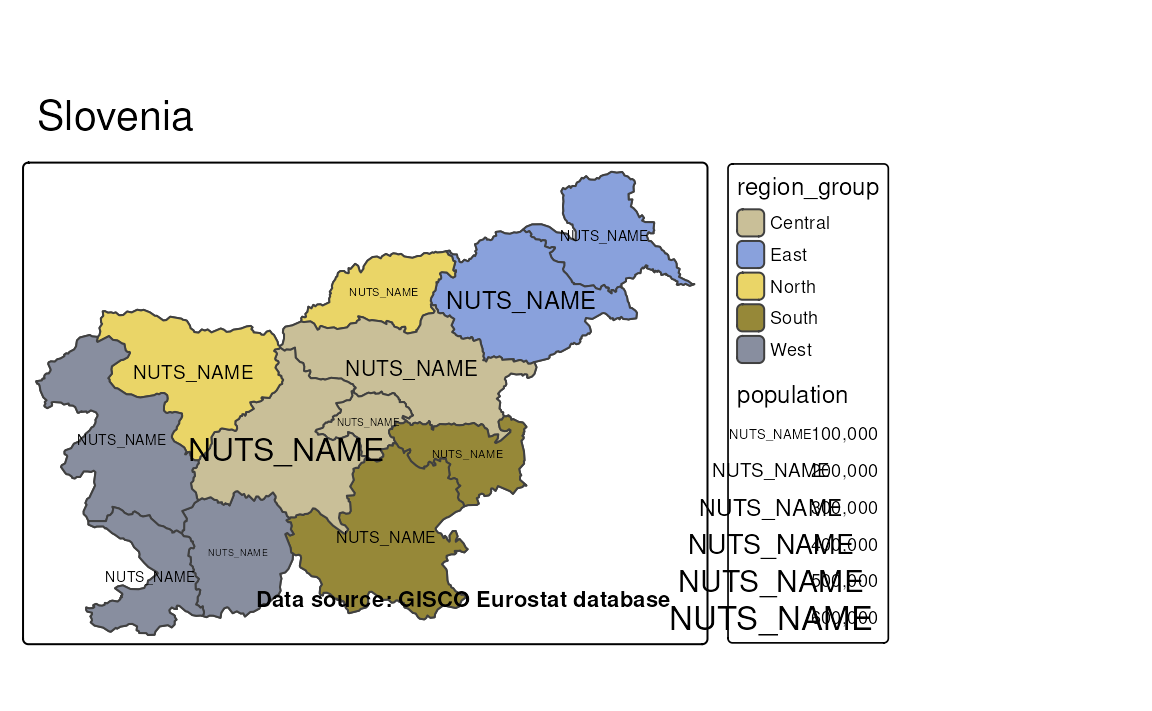 Slovenia
NUTS_NAME
NUTS_NAME
NUTS_NAME
NUTS_NAME
NUTS_NAME
NUTS_NAME
NUTS_NAME
NUTS_NAME
NUTS_NAME
NUTS_NAME
NUTS_NAME
NUTS_NAME
Data source: GISCO Eurostat database
region_group
Central
East
North
South
West
population
NUTS_NAME 100,000
NUTS_NAME 200,000
NUTS_NAME 300,000
NUTS_NAME 400,000
NUTS_NAME 500,000
NUTS_NAME 600,000